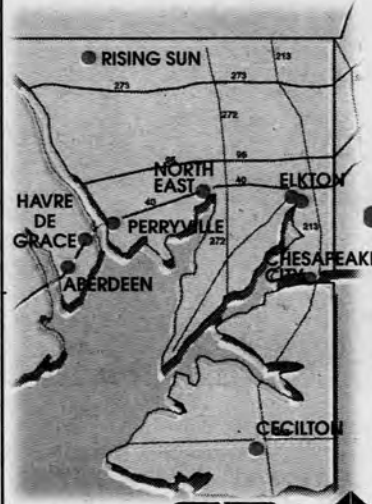 213
RISING SUN
273
273
272
95
95
NORTH
EAST
40
ELKTON
HAVRE
DE
GRACE
40
PERRYVILLE
272
213
CHESAPEAKE
CITY
ABERDEEN
CECILTON